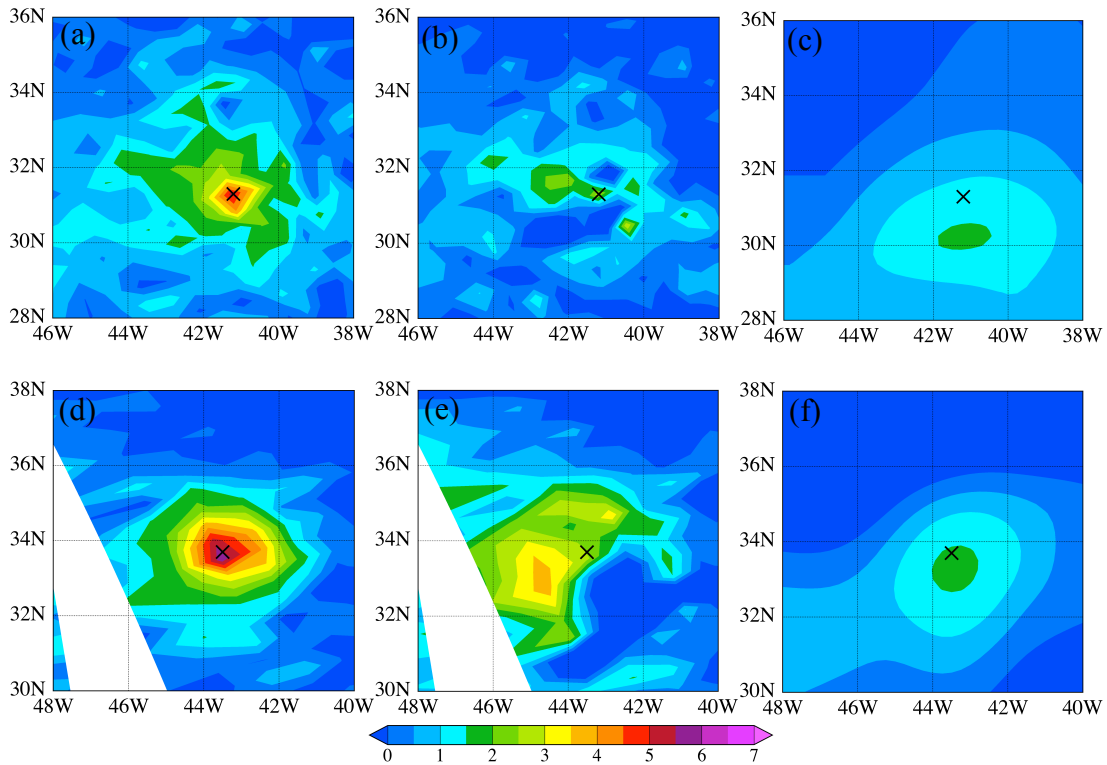 36N (a) 36N (b) 36N (c)
34N 34N 34N
32N 32N 32N
30N 30N 30N
28N 28N 28N
46W 44W 42W 40W 38W 46W 44W 42W 40W 38W 46W 44W 42W 40W 38W
38N (d) 38N (e) 38N (f)
36N 36N 36N
34N 34N 34N
32N 32N 32N
30N 30N 30N
48W 46W 44W 42W 40W 48W 46W 44W 42W 40W 48W 46W 44W 42W 40W
0 1 2 3 4 5 6 7